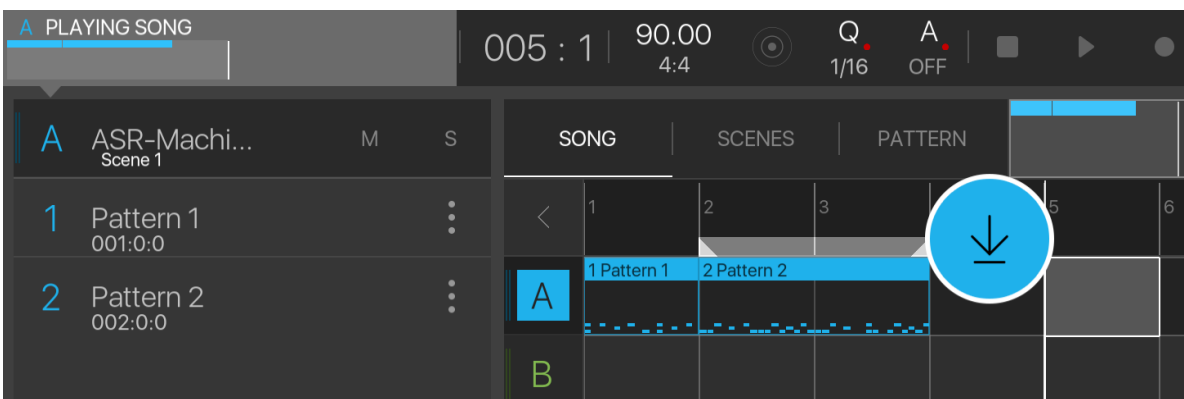 A PLAYING SONG
005 : 1
90.00
4:4
Q
1/16
A
OFF
A ASR-Machi... M S
Scene 1
1 Pattern 1
001:0:0
2 Pattern 2
002:0:0
SONG SCENES PATTERN
1 2 3 5 6
A 1 Pattern 1 2 Pattern 2
B